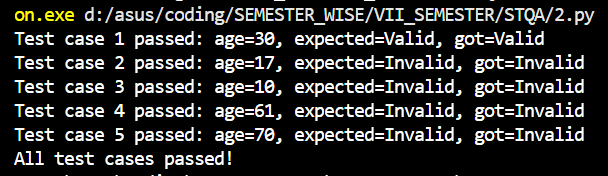 on.exe d:/asus/coding/SEMESTER_WISE/VII_SEMESTER/STQA/2.py
Test case 1 passed: age=30, expected=Valid, got=Valid
Test case 2 passed: age=17, expected=Invalid, got=Invalid
Test case 3 passed: age=10, expected=Invalid, got=Invalid
Test case 4 passed: age=61, expected=Invalid, got=Invalid
Test case 5 passed: age=70, expected=Invalid, got=Invalid
All test cases passed!